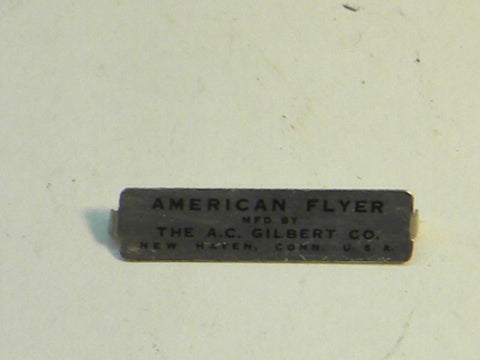 AMERICAN FLYER
MFD. BY
THE A.C. GILBERT CO.
NEW HAVEN, CONN. U.S.A.